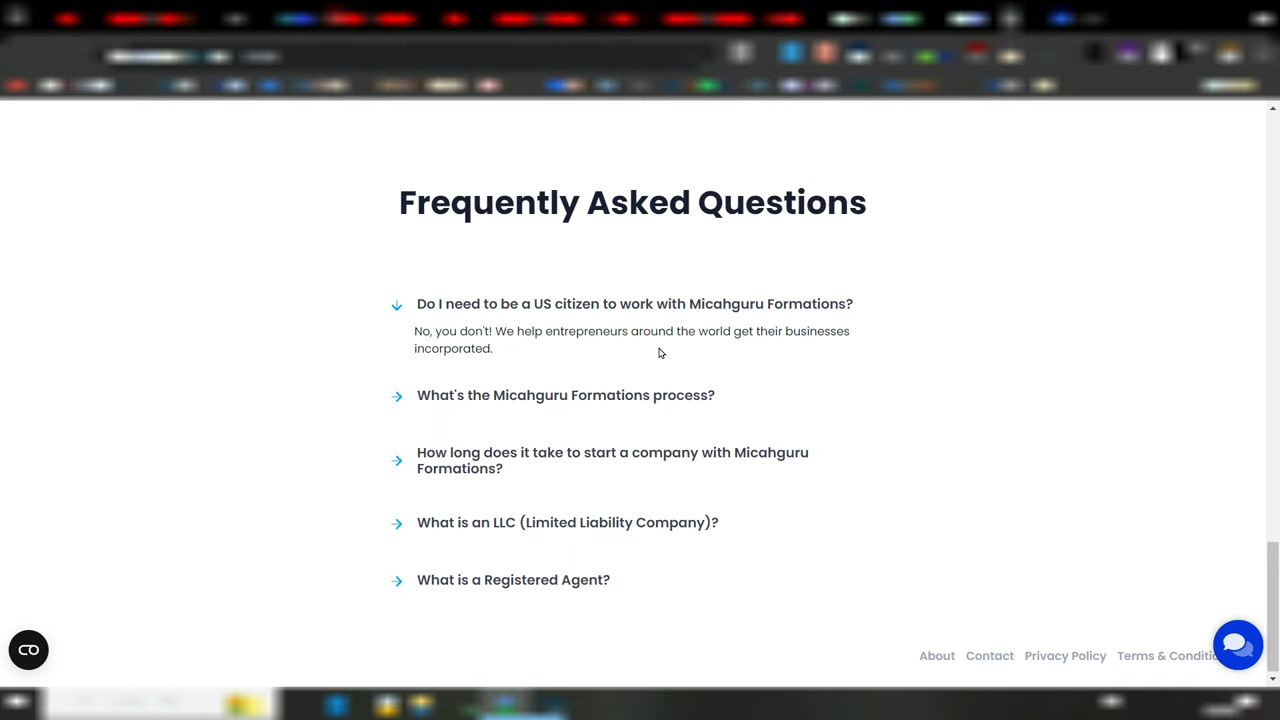 Frequently Asked Questions
Do I need to be a US citizen to work with Micahguru Formations?
No, you don't! We help entrepreneurs around the world get their businesses
incorporated.
What's the Micahguru Formations process?
How long does it take to start a company with Micahguru
Formations?
What is an LLC (Limited Liability Company)?
What is a Registered Agent?
About Contact Privacy Policy Terms &